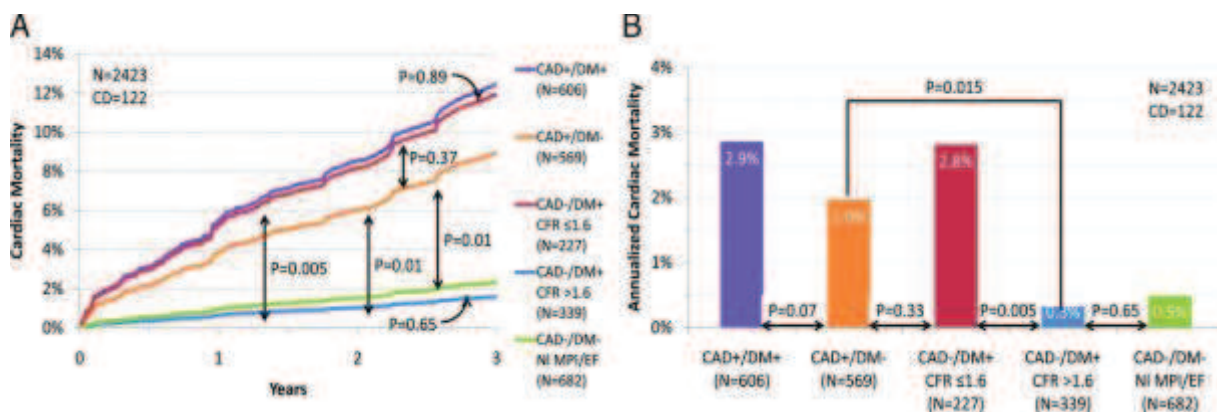 A
14%
12%
10%
8%
6%
4%
2%
0%
Cardiac Mortality
N=2423
CD=122
P=0.89
P=0.37
P=0.005
P=0.01
P=0.01
P=0.65
0
1
2
3
Years
CAD+/DM+
(N=606)
CAD+/DM-
(N=569)
CAD-/DM+
CFR ≤1.6
(N=227)
CAD-/DM+
CFR >1.6
(N=339)
CAD-/DM-
Nl MPI/EF
(N=682)
B
4%
3%
2%
1%
0%
Annualized Cardiac Mortality
P=0.015
N=2423
CD=122
2.9%
2.0%
2.8%
0.3%
0.5%
P=0.07
P=0.33
P=0.005
P=0.65
CAD+/DM+
(N=606)
CAD+/DM-
(N=569)
CAD-/DM+
CFR ≤1.6
(N=227)
CAD-/DM+
CFR >1.6
(N=339)
CAD-/DM-
Nl MPI/EF
(N=682)